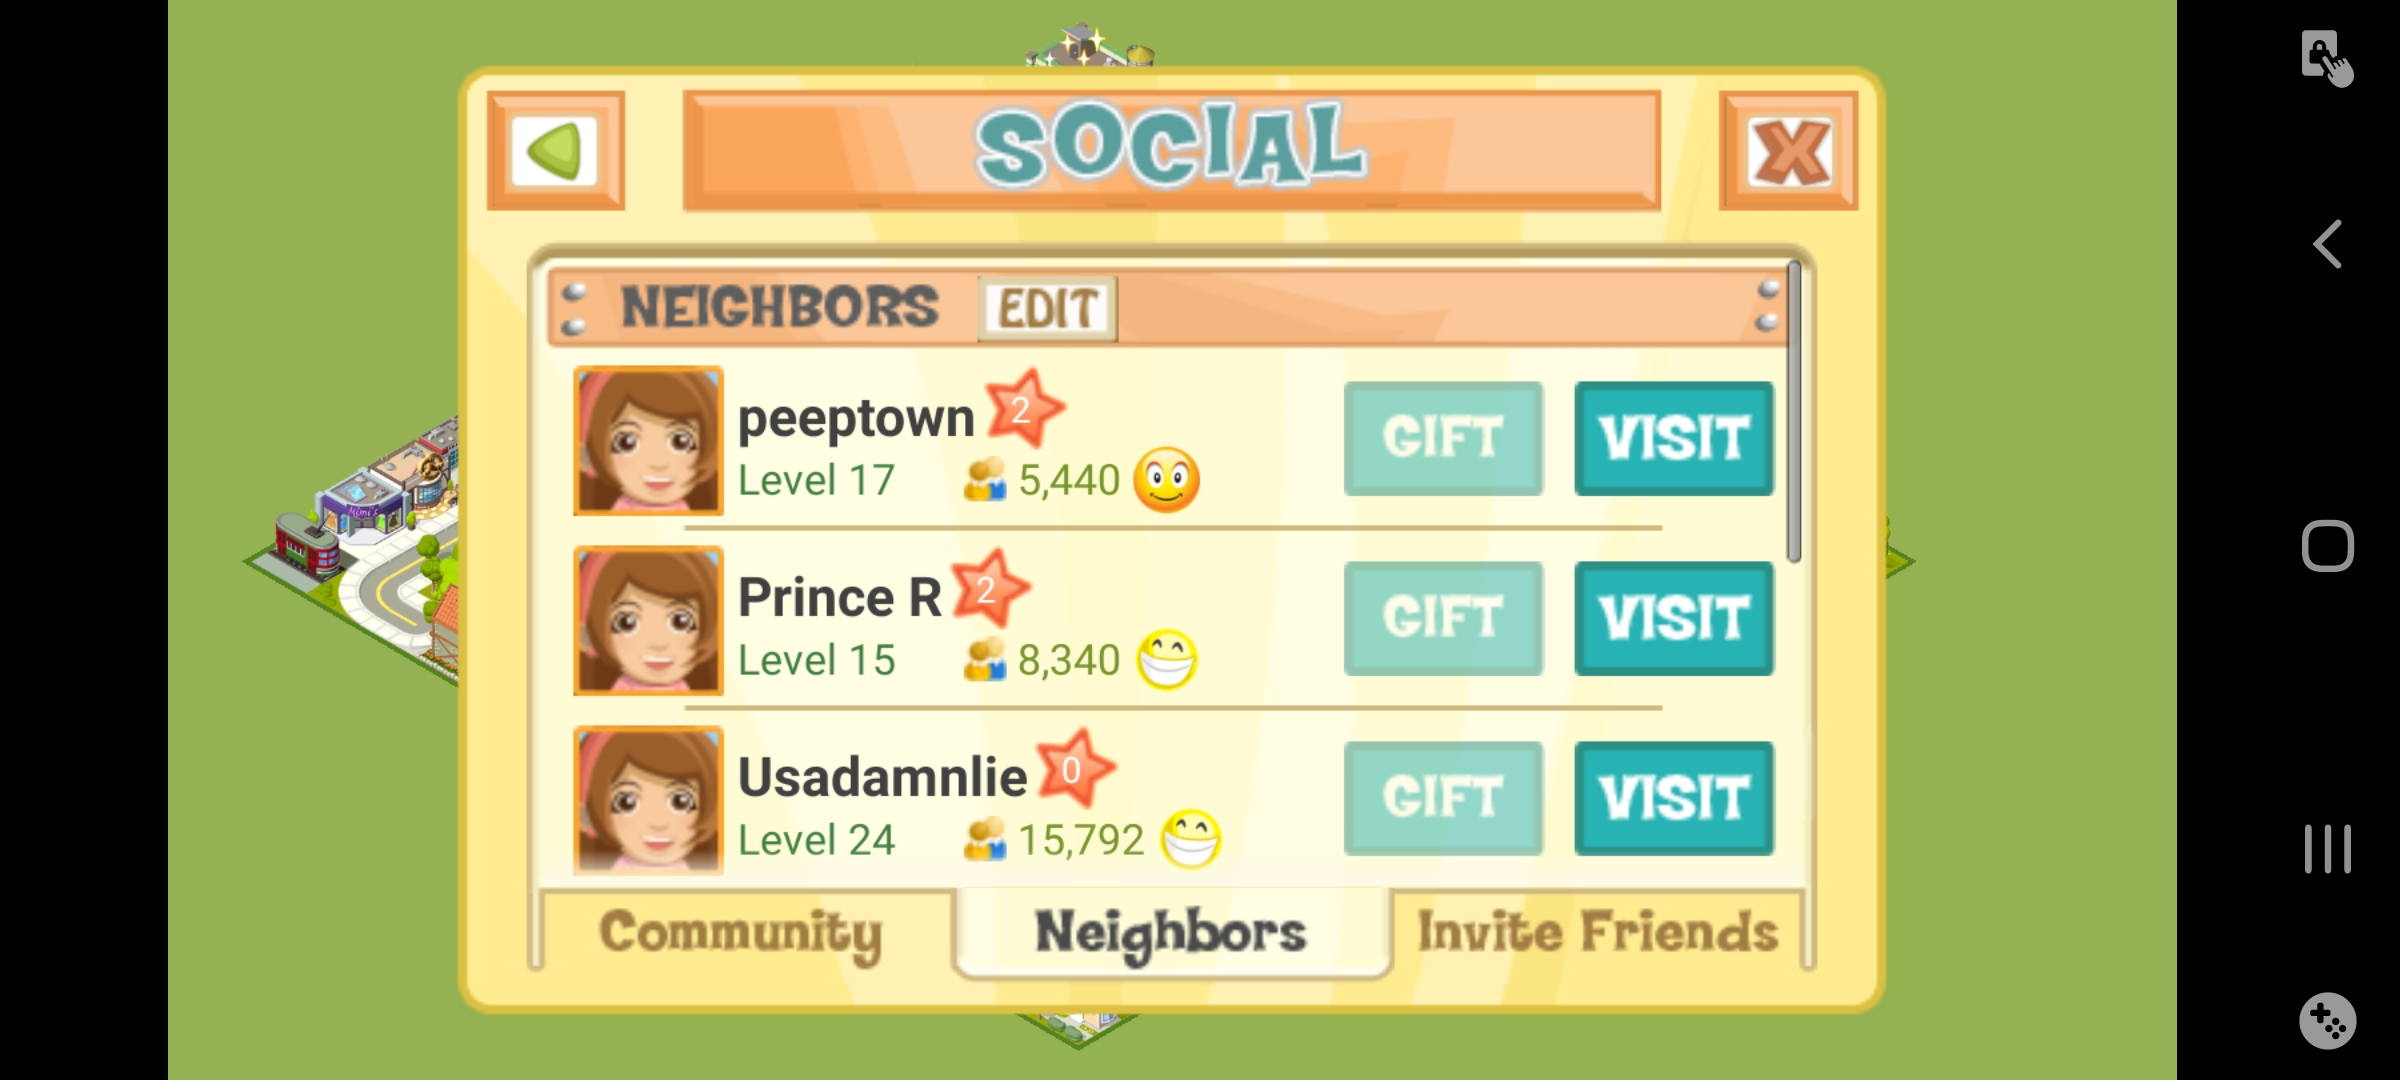 SOCIAL
NEIGHBORS EDIT
peeptown 2
Level 17 5,440
GIFT VISIT
Prince R 2
Level 15 8,340
GIFT VISIT
Usadamnlie 0
Level 24 15,792
GIFT VISIT
Community Neighbors Invite Friends
Mimi's